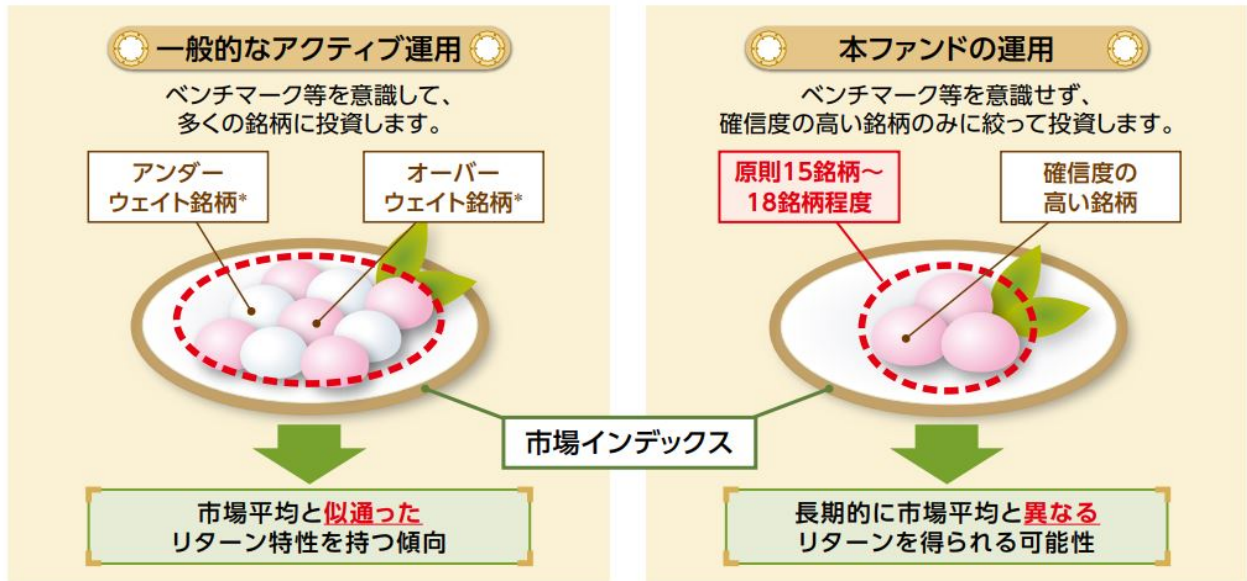 一般的なアクティブ運用
ベンチマーク等を意識して、
多くの銘柄に投資します。
アンダー
ウェイト銘柄*
オーバー
ウェイト銘柄*
本ファンドの運用
ベンチマーク等を意識せず、
確信度の高い銘柄のみに絞って投資します。
原則15銘柄～
18銘柄程度
確信度の
高い銘柄
市場インデックス
市場平均と似通った
リターン特性を持つ傾向
長期的に市場平均と異なる
リターンを得られる可能性